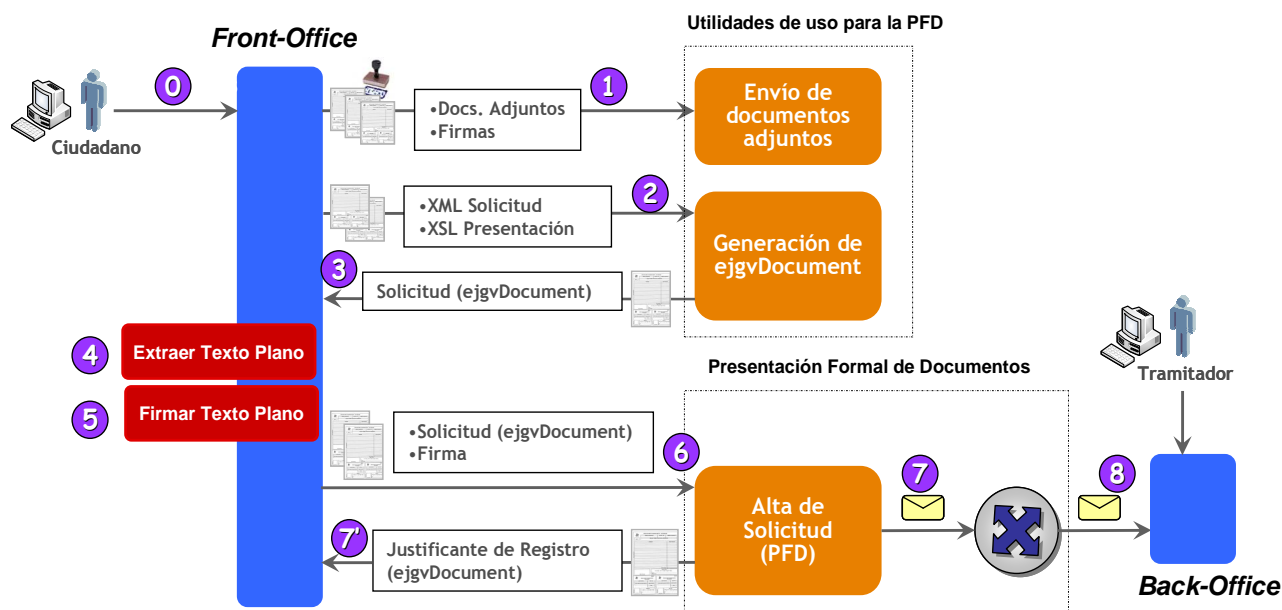 Utilidades de uso para la PFD
Front-Office
0
1
Envío de
documentos
adjuntos
•Docs. Adjuntos
•Firmas
Ciudadano
2
•XML Solicitud
•XSL Presentación
Generación de
ejgvDocument
3
Solicitud (ejgvDocument)
4
Extraer Texto Plano
Presentación Formal de Documentos
Tramitador
5
Firmar Texto Plano
•Solicitud (ejgvDocument)
•Firma
6
7
8
Alta de
Solicitud
(PFD)
7'
Justificante de Registro
(ejgvDocument)
Back-Office